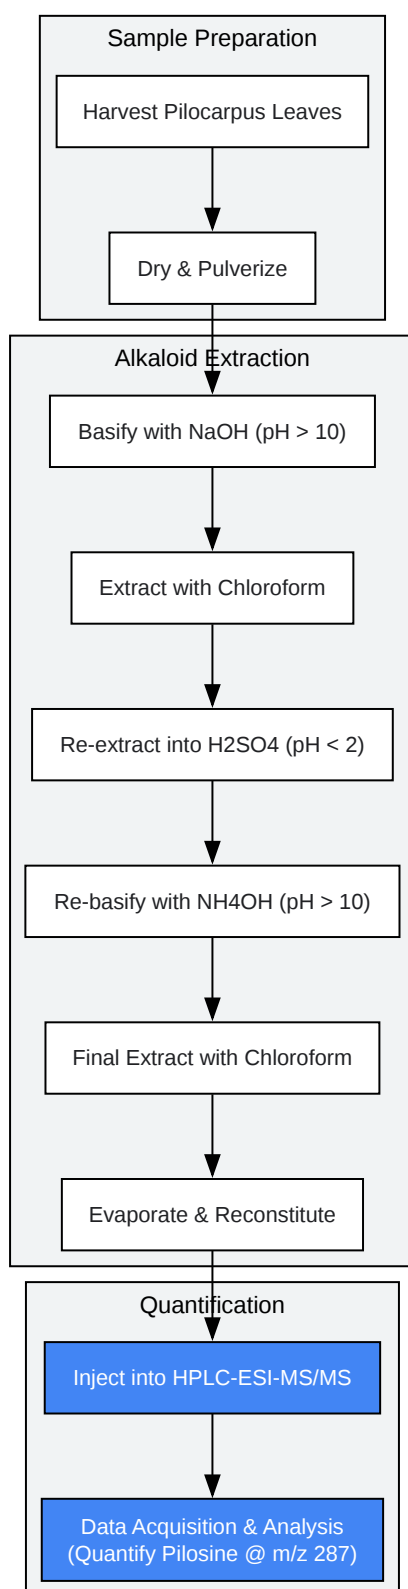 Sample Preparation
Harvest Pilocarpus Leaves
Dry & Pulverize
Alkaloid Extraction
Basify with NaOH (pH > 10)
Extract with Chloroform
Re-extract into H2SO4 (pH < 2)
Re-basify with NH4OH (pH > 10)
Final Extract with Chloroform
Evaporate & Reconstitute
Quantification
Inject into HPLC-ESI-MS/MS
Data Acquisition & Analysis
(Quantify Pilosine @ m/z 287)